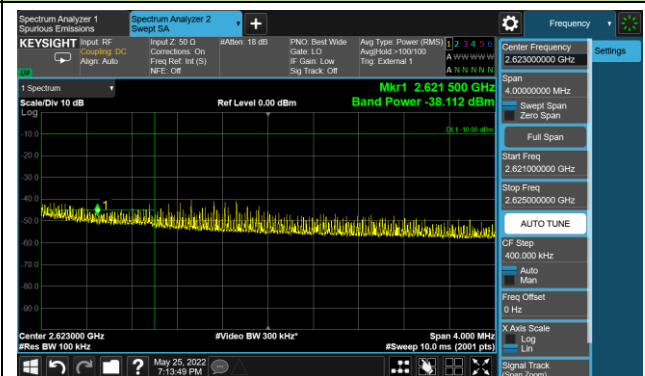 Spectrum Analyzer 1
Spurious Emissions
Spectrum Analyzer 2
Swept SA
Frequency
KEYSIGHT
Input: RF
Coupling: DC
Align: Auto
Input Z: 50 Ω
Corrections: On
Freq Ref: Int (S)
NFE: Off
#Atten: 18 dB
PNO: Best Wide
Gate: LO
IF Gain: Low
Sig Track: Off
Avg Type: Power (RMS)
Avg|Hold >100/100
Trig: External 1
1 2 3 4 5 6
A W W W W W
A N N N N N
1 Spectrum
Scale/Div 10 dB
Log
Ref Level 0.00 dBm
Mkr1 2.621 500 GHz
Band Power -38.112 dBm
DL1 -10.00 dBm
-10.0
-20.0
-30.0
-40.0
-50.0
-60.0
-70.0
-80.0
-90.0
1
Center 2.623000 GHz
#Res BW 100 kHz
#Video BW 300 kHz*
Span 4.000 MHz
#Sweep 10.0 ms (2001 pts)
May 25, 2022
7:13:49 PM
Center Frequency
2.623000000 GHz
Settings
Span
4.00000000 MHz
Swept Span
Zero Span
Full Span
Start Freq
2.621000000 GHz
Stop Freq
2.625000000 GHz
AUTO TUNE
CF Step
400.000 kHz
Auto
Man
Freq Offset
0 Hz
X Axis Scale
Log
Lin
Signal Track
(Span Zoom)